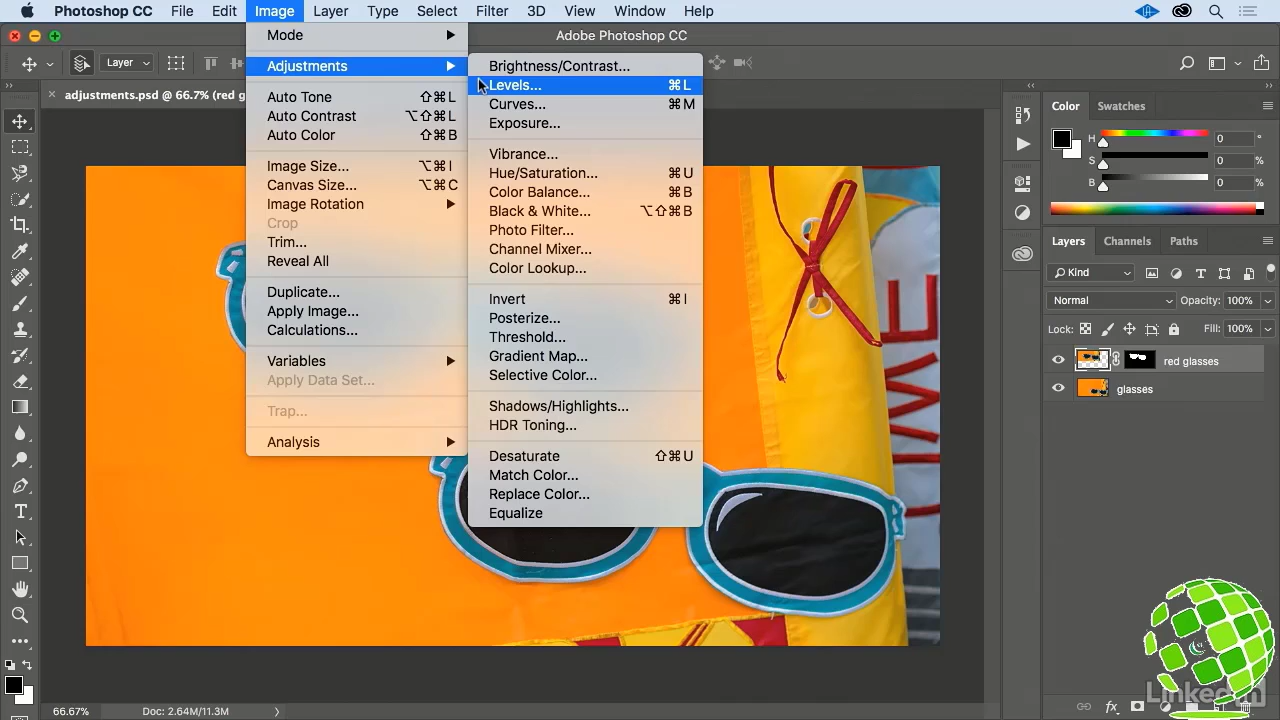 Photoshop CC File Edit Image Layer Type Select Filter 3D View Window Help
Adobe Photoshop CC
Layer
adjustments.psd @ 66.7% (red g
Mode
Adjustments
Auto Tone ⇧⌘L
Auto Contrast ⌥⇧⌘L
Auto Color ⇧⌘B
Image Size... ⌥⌘I
Canvas Size... ⌥⌘C
Image Rotation
Crop
Trim...
Reveal All
Duplicate...
Apply Image...
Calculations...
Variables
Apply Data Set...
Trap...
Analysis
Brightness/Contrast...
Levels... ⌘L
Curves... ⌘M
Exposure...
Vibrance...
Hue/Saturation... ⌘U
Color Balance... ⌘B
Black & White... ⌥⇧⌘B
Photo Filter...
Channel Mixer...
Color Lookup...
Invert ⌘I
Posterize...
Threshold...
Gradient Map...
Selective Color...
Shadows/Highlights...
HDR Toning...
Desaturate ⇧⌘U
Match Color...
Replace Color...
Equalize
Color Swatches
H 0 °
S 0 %
B 0 %
Layers Channels Paths
Kind
Normal Opacity: 100%
Lock: Fill: 100%
red glasses
glasses
66.67% Doc: 2.64M/11.3M